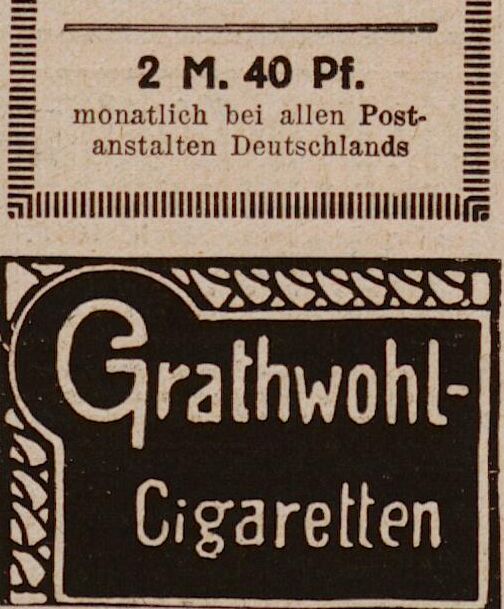 2 M. 40 Pf.
monatlich bei allen Post-
anstalten Deutschlands
Grathwohl-
Cigaretten